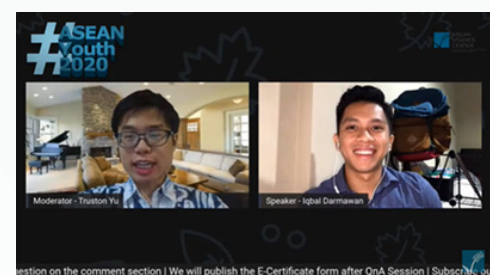 #ASEAN
Youth
2020
Moderator - Truston Yu
Speaker - Iqbal Darmawan
estion on the comment section | We will publish the E-Certificate form after QnA Session | Subscribe